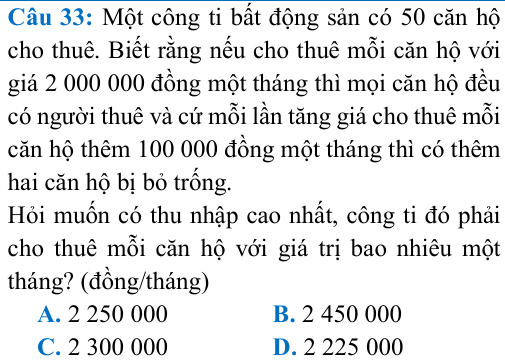 Câu 33: Một công ti bất động sản có 50 căn hộ
cho thuê. Biết rằng nếu cho thuê mỗi căn hộ với
giá 2 000 000 đồng một tháng thì mọi căn hộ đều
có người thuê và cứ mỗi lần tăng giá cho thuê mỗi
căn hộ thêm 100 000 đồng một tháng thì có thêm
hai căn hộ bị bỏ trống.
Hỏi muốn có thu nhập cao nhất, công ti đó phải
cho thuê mỗi căn hộ với giá trị bao nhiêu một
tháng? (đồng/tháng)
A. 2 250 000 B. 2 450 000
C. 2 300 000 D. 2 225 000